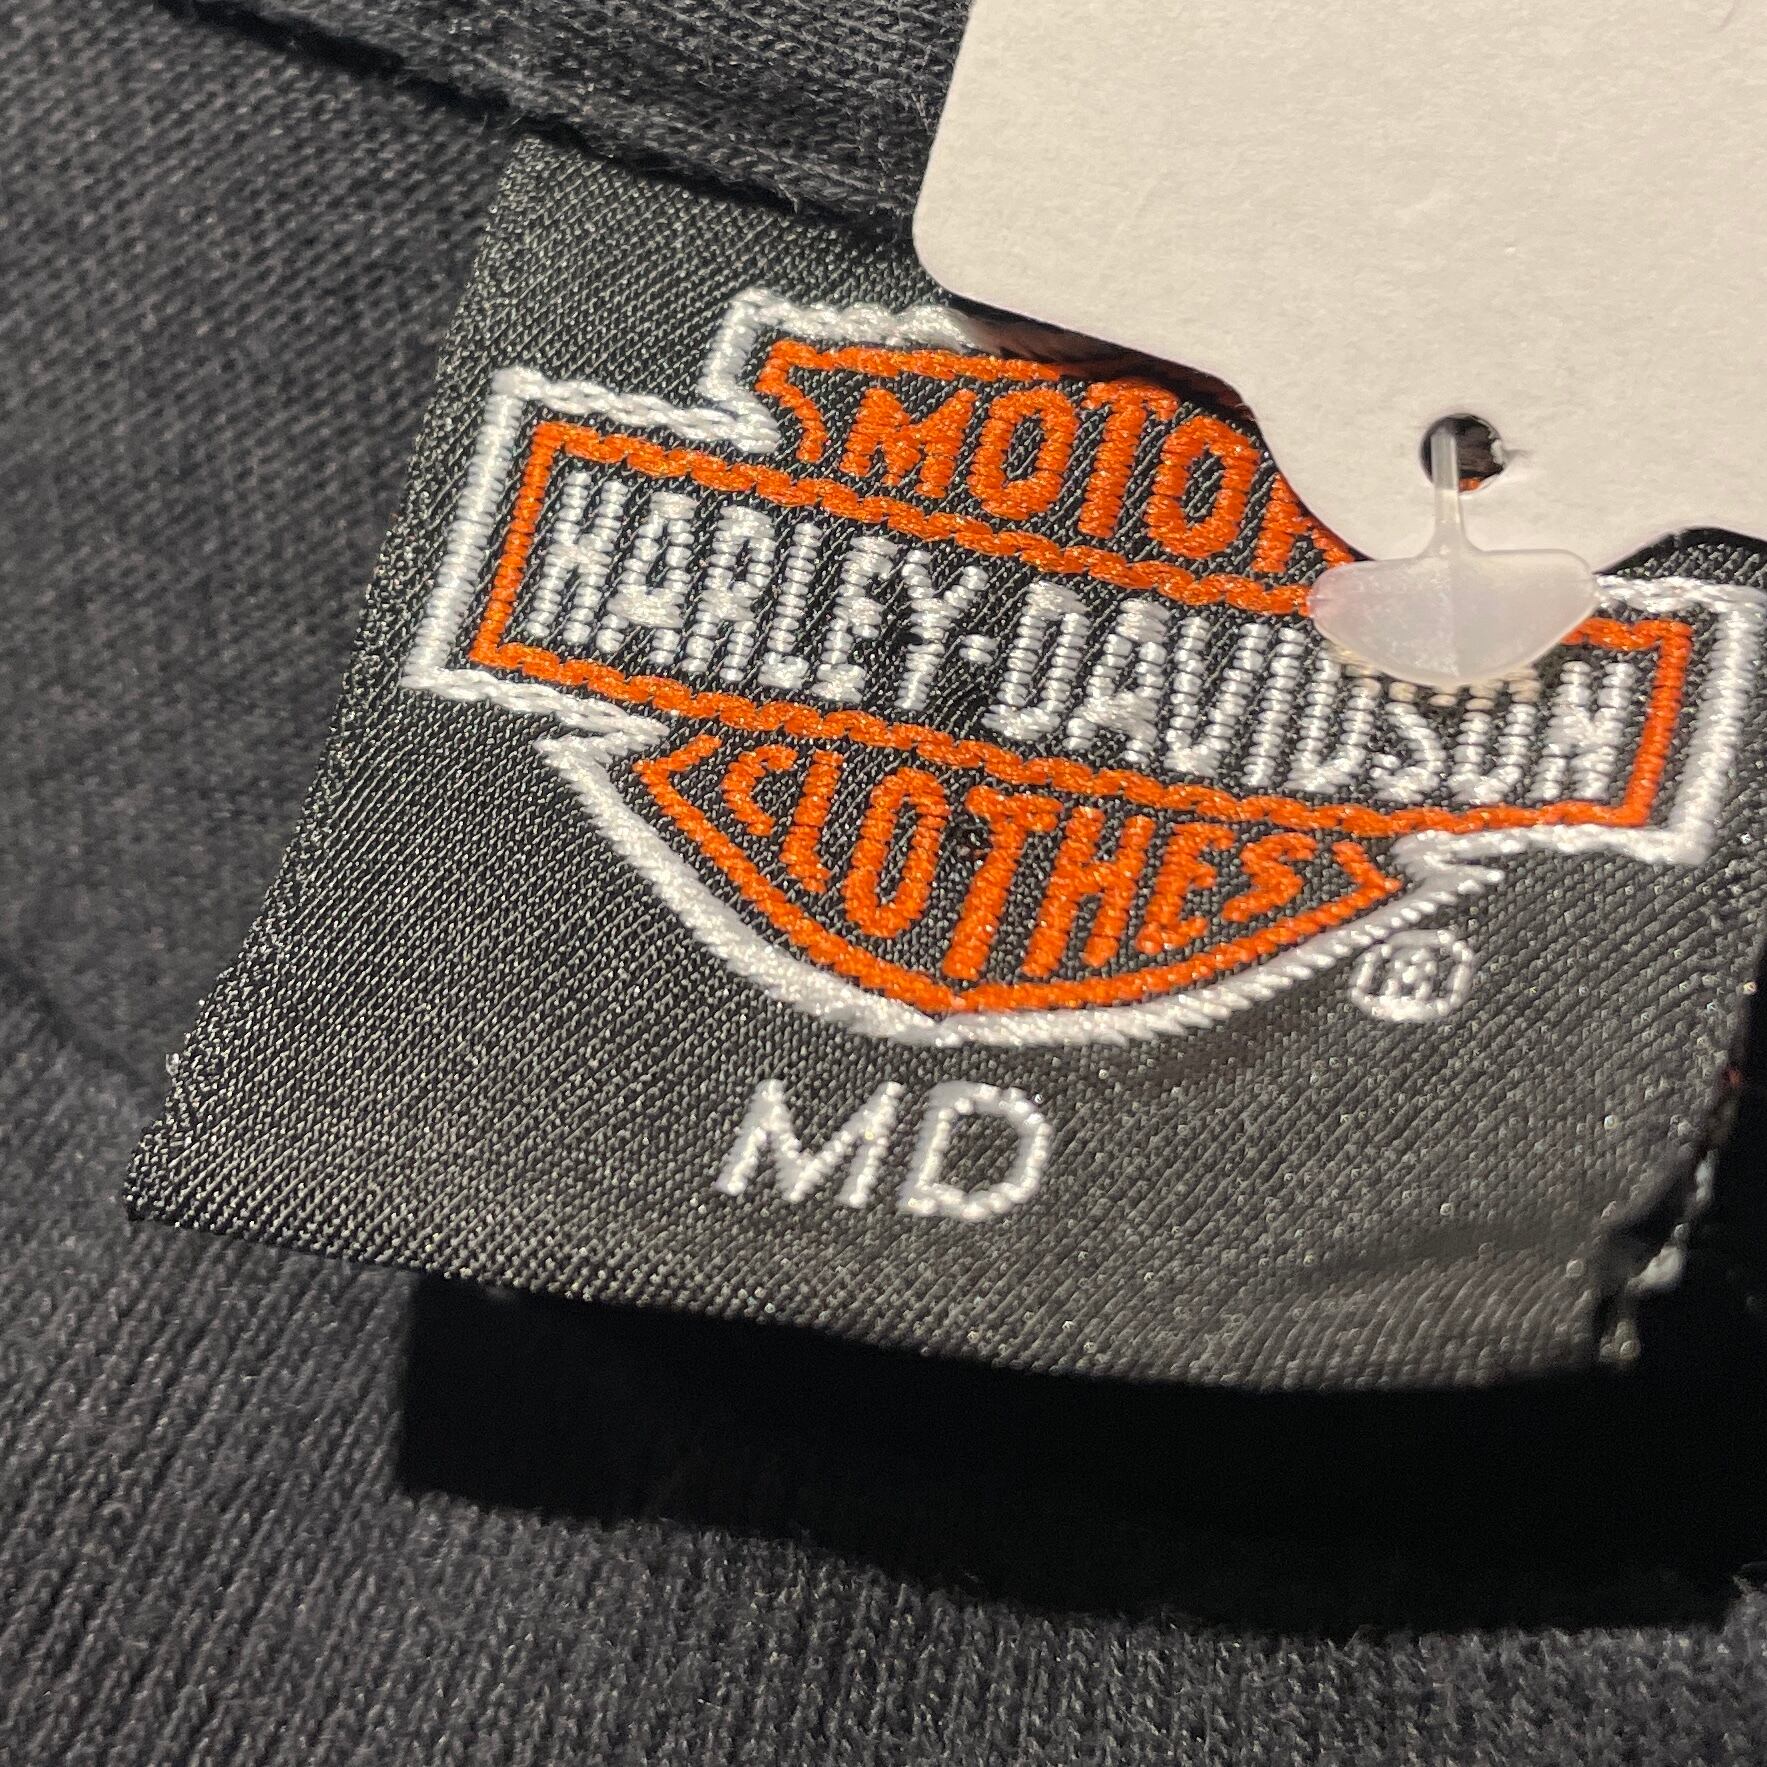 MOTOR
HARLEY-DAVIDSON
CLOTHES
®
MD